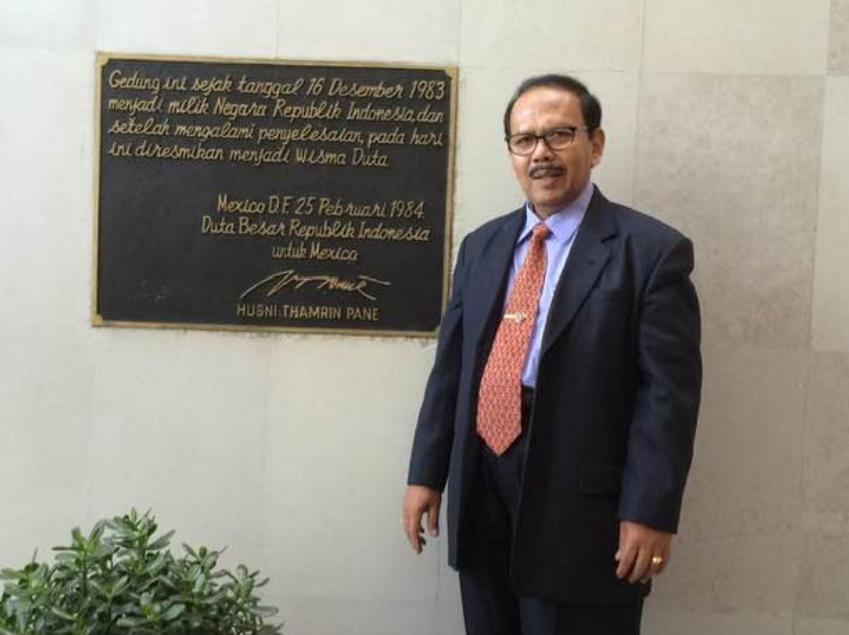 Gedung ini sejak tanggal 16 Desember 1983
menjadi milik Negara Republik Indonesia, dan
setelah mengalami penyelesaian, pada hari
ini diresmikan menjadi Wisma Duta
Mexico D.F. 25 Pebruari 1984.
Duta Besar Republik Indonesia
untuk Mexico
HUSNI THAMRIN PANE